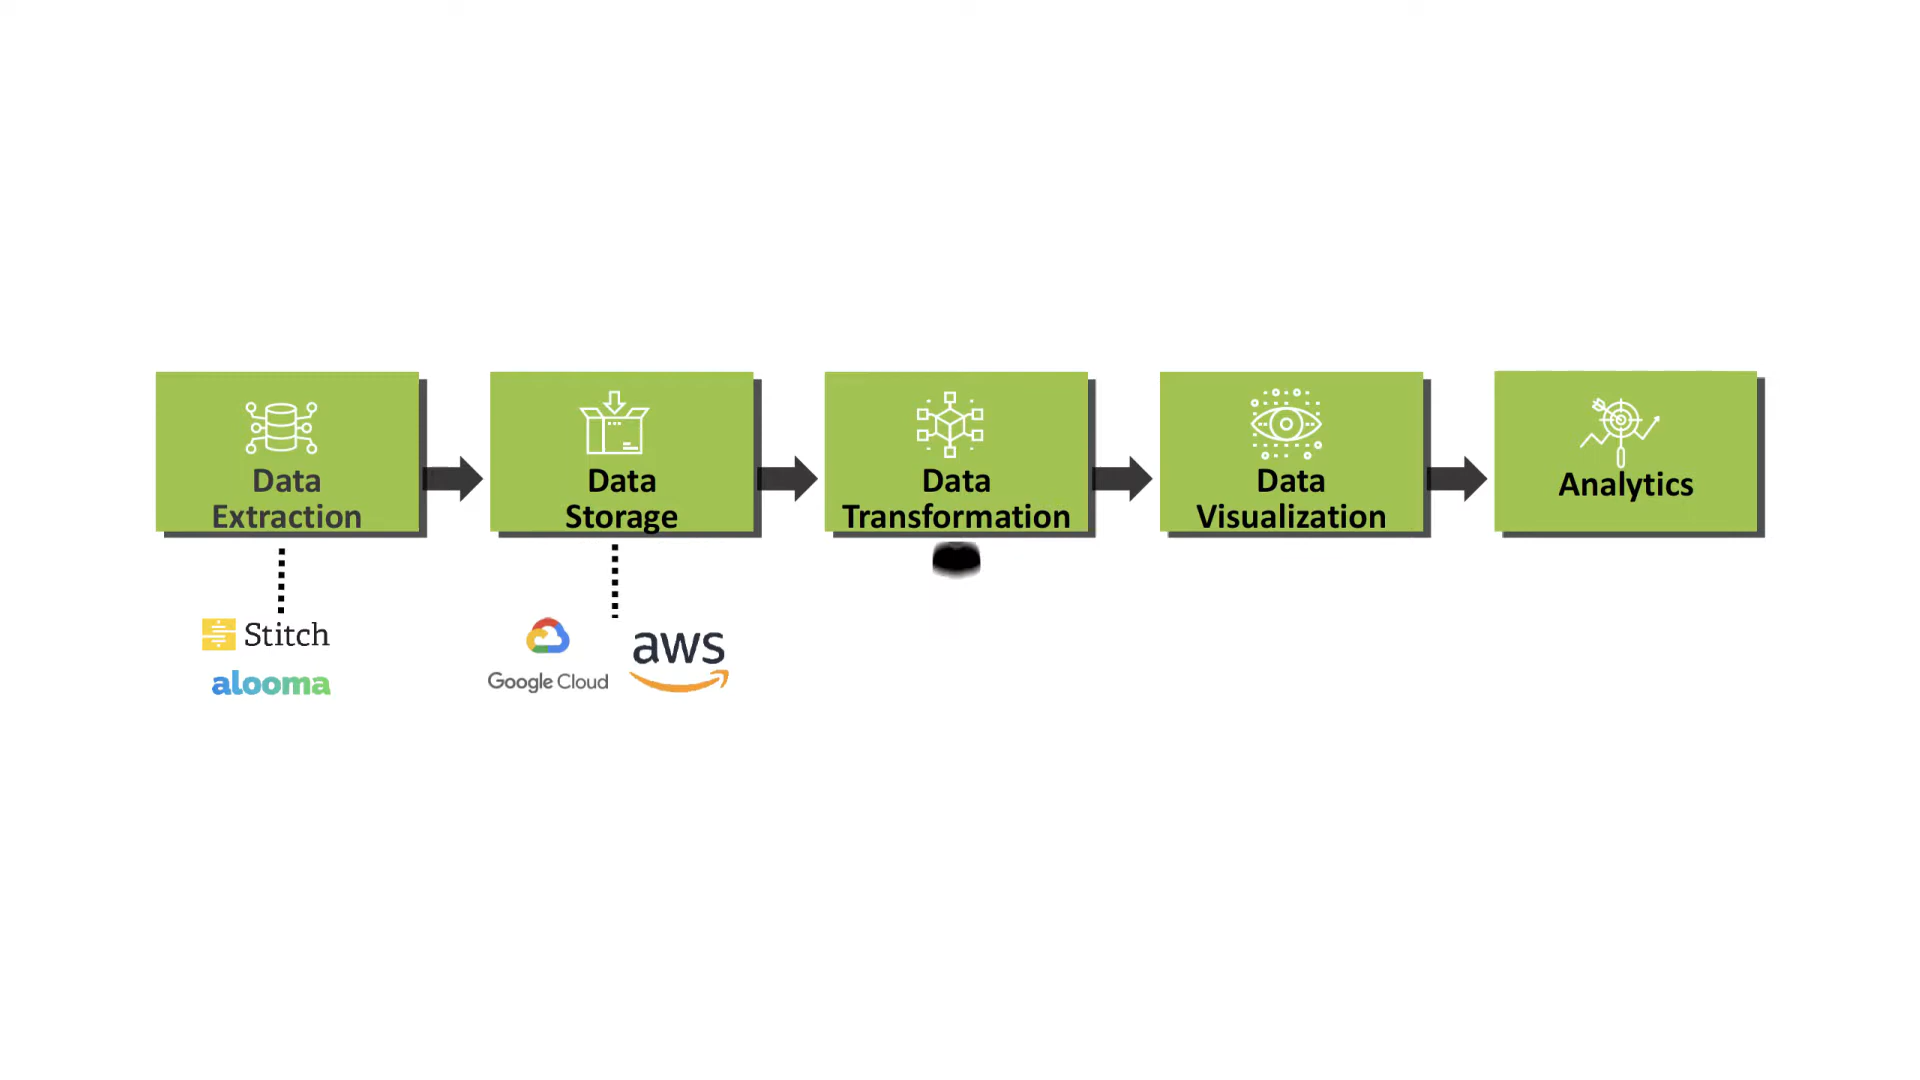 Data
Extraction
Data
Storage
Data
Transformation
Data
Visualization
Analytics
Stitch
alooma
Google Cloud
aws